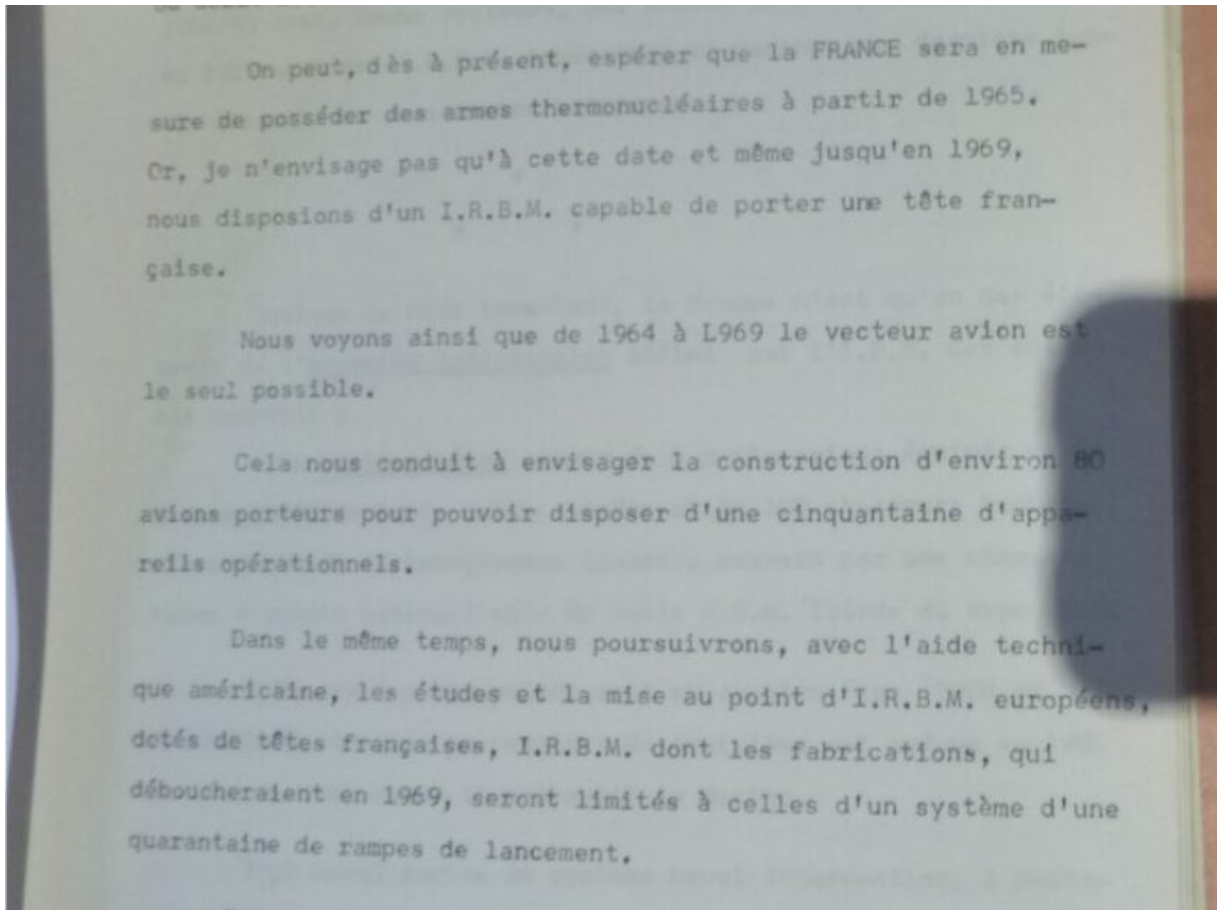 On peut, dès à présent, espérer que la FRANCE sera en me-
sure de posséder des armes thermonucléaires à partir de 1965.
Or, je n'envisage pas qu'à cette date et même jusqu'en 1969,
nous disposions d'un I.R.B.M. capable de porter une tête fran-
çaise.
Nous voyons ainsi que de 1964 à L969 le vecteur avion est
le seul possible.
Cela nous conduit à envisager la construction d'environ 80
avions porteurs pour pouvoir disposer d'une cinquantaine d'appa-
reils opérationnels.
Dans le même temps, nous poursuivrons, avec l'aide techni-
que américaine, les études et la mise au point d'I.R.B.M. européens,
dotés de têtes françaises, I.R.B.M. dont les fabrications, qui
déboucheraient en 1969, seront limités à celles d'un système d'une
quarantaine de rampes de lancement.